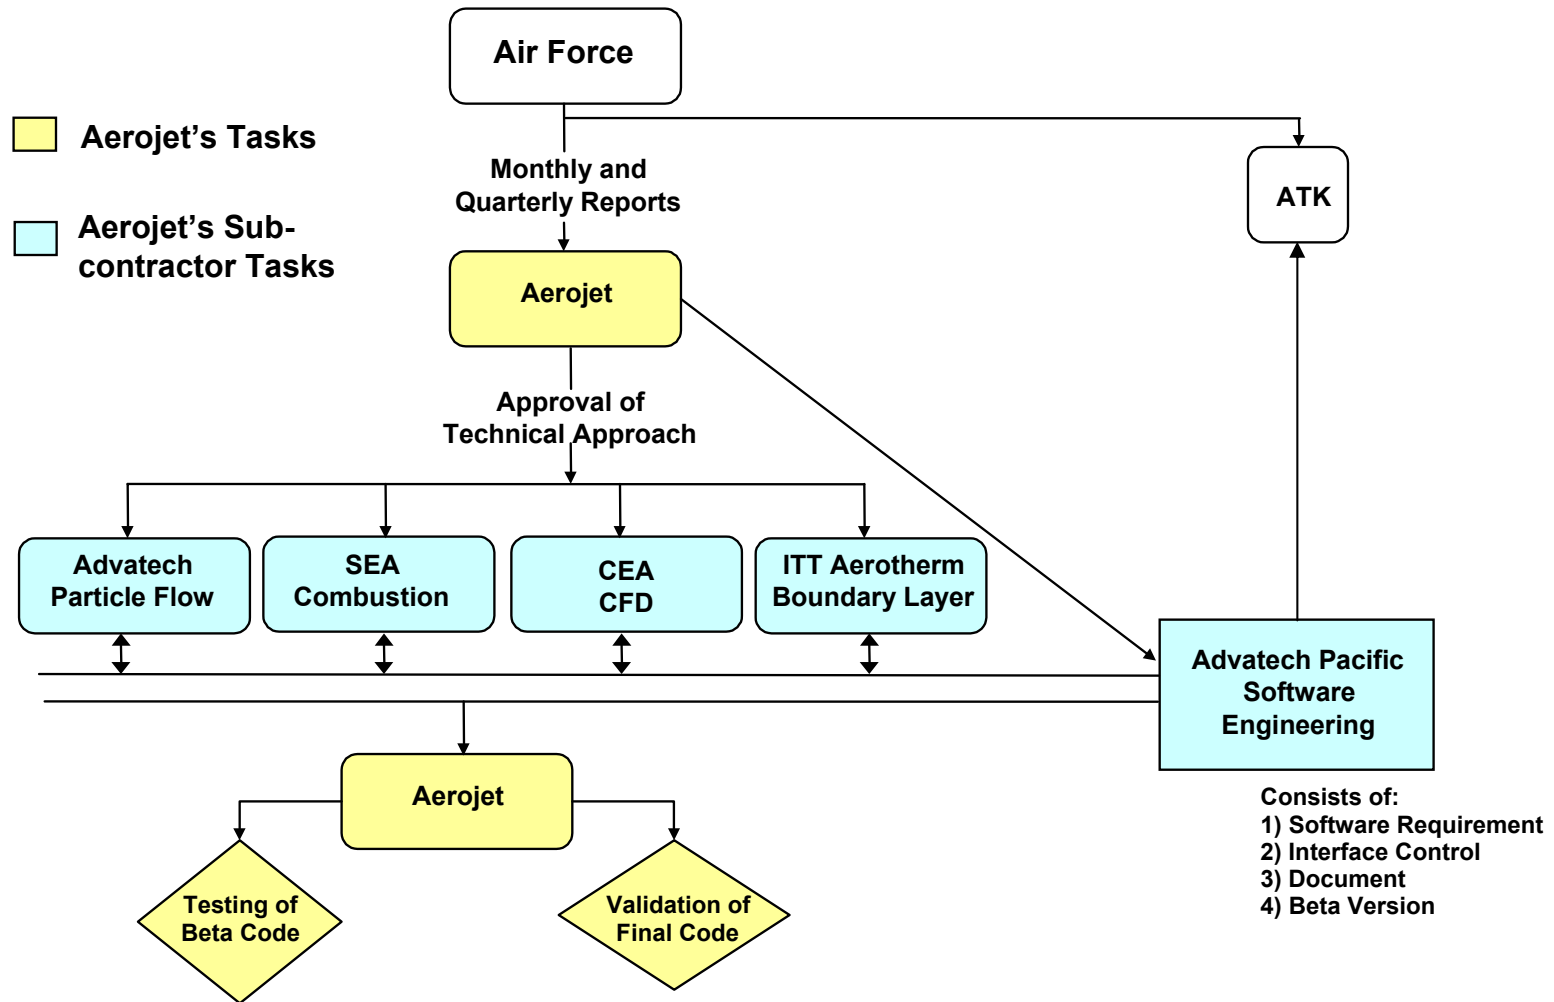 Air Force
Aerojet's Tasks
Monthly and
Quarterly Reports
ATK
Aerojet's Sub-
contractor Tasks
Aerojet
Approval of
Technical Approach
Advatech
Particle Flow
SEA
Combustion
CEA
CFD
ITT Aerotherm
Boundary Layer
Advatech Pacific
Software
Engineering
Aerojet
Consists of:
1) Software Requirement
2) Interface Control
3) Document
4) Beta Version
Testing of
Beta Code
Validation of
Final Code